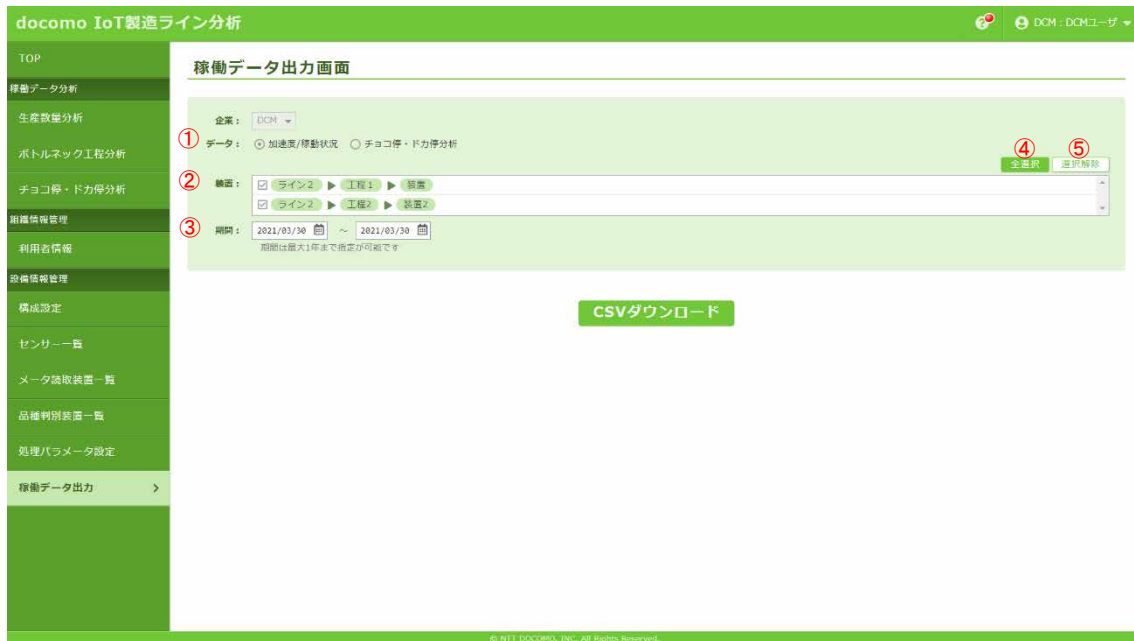 docomo IoT製造ライン分析
DCM : DCMユーザ
TOP
稼働データ分析
生産数量分析
ボトルネック工程分析
チョコ停・ドカ停分析
組織情報管理
利用者情報
設備情報管理
構成設定
センサー一覧
メータ読取装置一覧
品種判別装置一覧
処理パラメータ設定
稼働データ出力
稼働データ出力画面
企業： DCM
① データ： 加速度/稼動状況 チョコ停・ドカ停分析
④ ⑤
全選択 選択解除
② 装置： ライン2 ▶ 工程1 ▶ 装置
ライン2 ▶ 工程2 ▶ 装置2
③ 期間： 2021/03/30 ～ 2021/03/30
期間は最大1年まで指定が可能です
CSVダウンロード
© NTT DOCOMO, INC. All Rights Reserved.